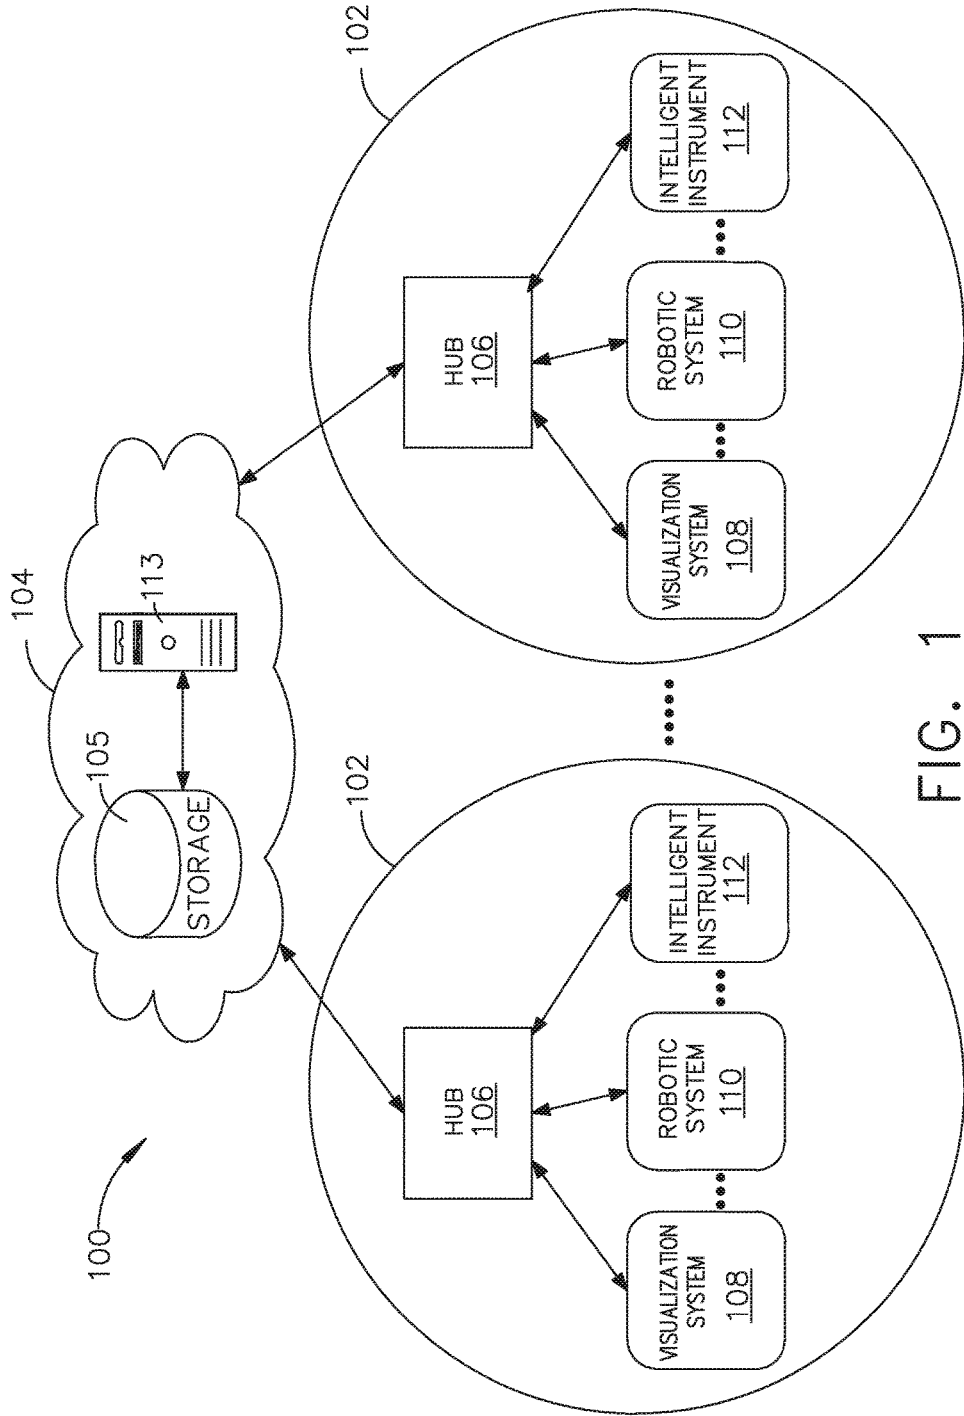 100
104
105
STORAGE
113
102
HUB
106
VISUALIZATION
SYSTEM
108
ROBOTIC
SYSTEM
110
INTELLIGENT
INSTRUMENT
112
102
HUB
106
VISUALIZATION
SYSTEM
108
ROBOTIC
SYSTEM
110
INTELLIGENT
INSTRUMENT
112
FIG. 1